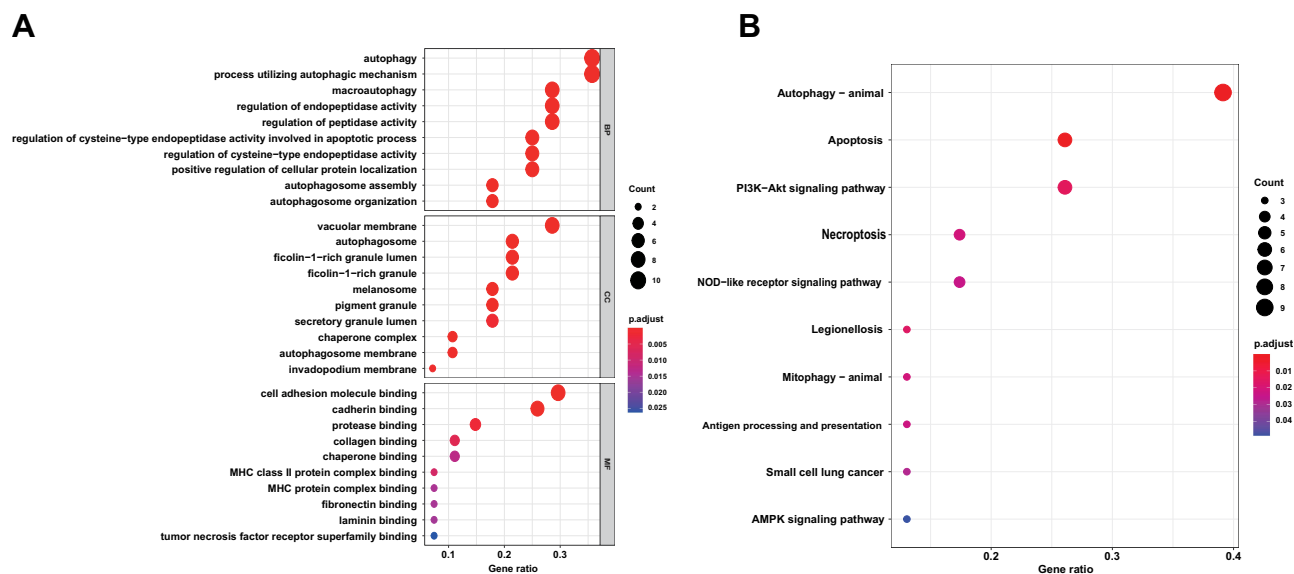 A
autophagy
process utilizing autophagic mechanism
macroautophagy
regulation of endopeptidase activity
regulation of peptidase activity
regulation of cysteine−type endopeptidase activity involved in apoptotic process
regulation of cysteine−type endopeptidase activity
positive regulation of cellular protein localization
autophagosome assembly
autophagosome organization
BP
vacuolar membrane
autophagosome
ficolin−1−rich granule lumen
ficolin−1−rich granule
melanosome
pigment granule
secretory granule lumen
chaperone complex
autophagosome membrane
invadopodium membrane
CC
cell adhesion molecule binding
cadherin binding
protease binding
collagen binding
chaperone binding
MHC class II protein complex binding
MHC protein complex binding
fibronectin binding
laminin binding
tumor necrosis factor receptor superfamily binding
MF
0.1 0.2 0.3
Gene ratio
Count
2
4
6
8
10
p.adjust
0.005
0.010
0.015
0.020
0.025
B
Autophagy − animal
Apoptosis
PI3K−Akt signaling pathway
Necroptosis
NOD−like receptor signaling pathway
Legionellosis
Mitophagy − animal
Antigen processing and presentation
Small cell lung cancer
AMPK signaling pathway
0.2 0.3 0.4
Gene ratio
Count
3
4
5
6
7
8
9
p.adjust
0.01
0.02
0.03
0.04